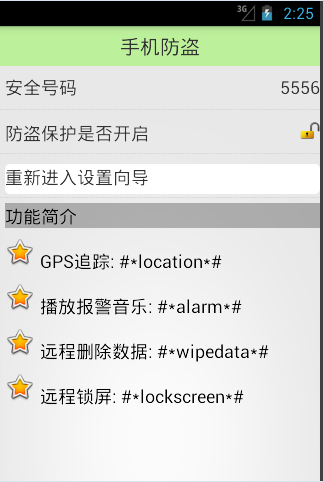 3G 2:25
手机防盗
安全号码 5556
防盗保护是否开启
重新进入设置向导
功能简介
GPS追踪: #*location*#
播放报警音乐: #*alarm*#
远程删除数据: #*wipedata*#
远程锁屏: #*lockscreen*#